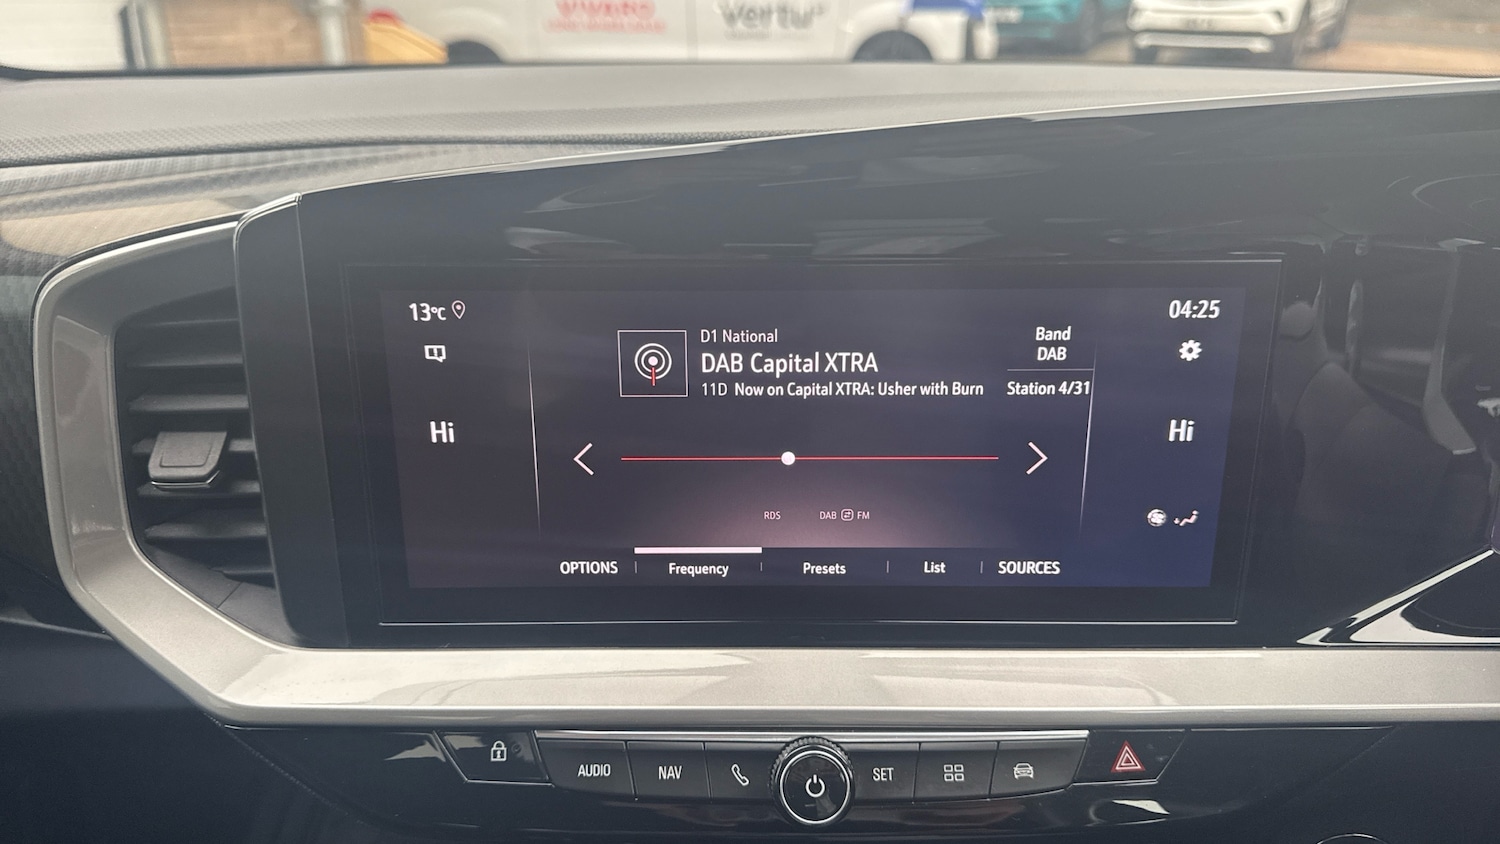 VIVARO
Vertu
13°C
04:25
D1 National
DAB Capital XTRA
11D Now on Capital XTRA: Usher with Burn
Band
DAB
Station 4/31
Hi
Hi
RDS
DAB FM
OPTIONS
Frequency
Presets
List
SOURCES
AUDIO
NAV
SET